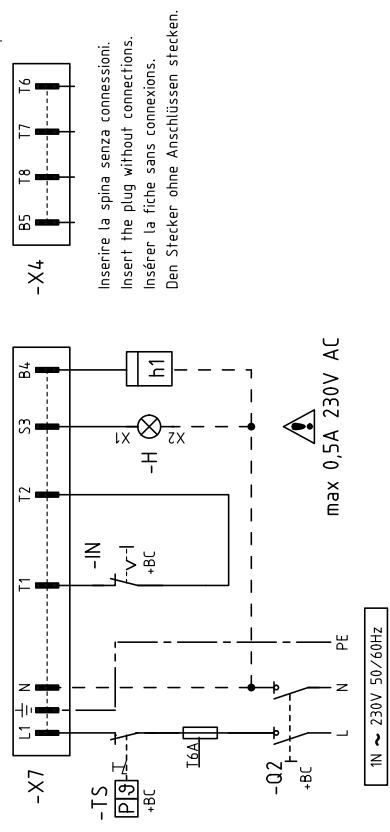 -X7
L1
N
T1
T2
S3
B4
-X4
B5
T8
T7
T6
Inserire la spina senza connessioni.
Insert the plug without connections.
Insérer la fiche sans connexions.
Den Stecker ohne Anschlüssen stecken.
-TS
P
ϑ
+BC
-IN
+BC
-H
X1
X2
h1
T6A
-Q2
+BC
max 0,5A 230V AC
L
N
PE
1N ~ 230V 50/60Hz